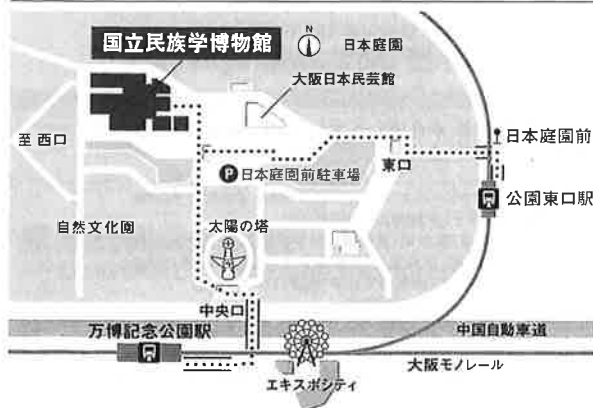 国立民族学博物館
N
日本庭園
大阪日本民芸館
至 西口
日本庭園前
東口
P 日本庭園前駐車場
公園東口駅
自然文化園
太陽の塔
中央口
万博記念公園駅
中国自動車道
大阪モノレール
エキスポシティ